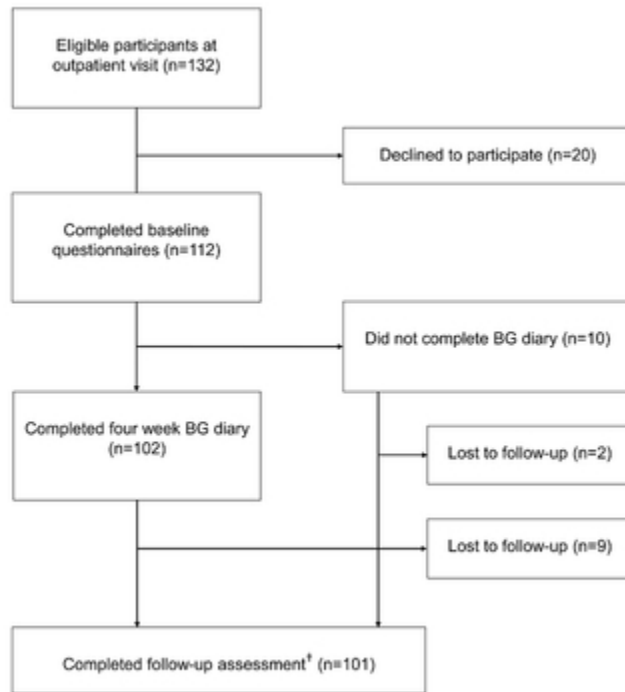 Eligible participants at
outpatient visit (n=132)
Declined to participate (n=20)
Completed baseline
questionnaires (n=112)
Did not complete BG diary (n=10)
Completed four week BG diary
(n=102)
Lost to follow-up (n=2)
Lost to follow-up (n=9)
Completed follow-up assessment† (n=101)